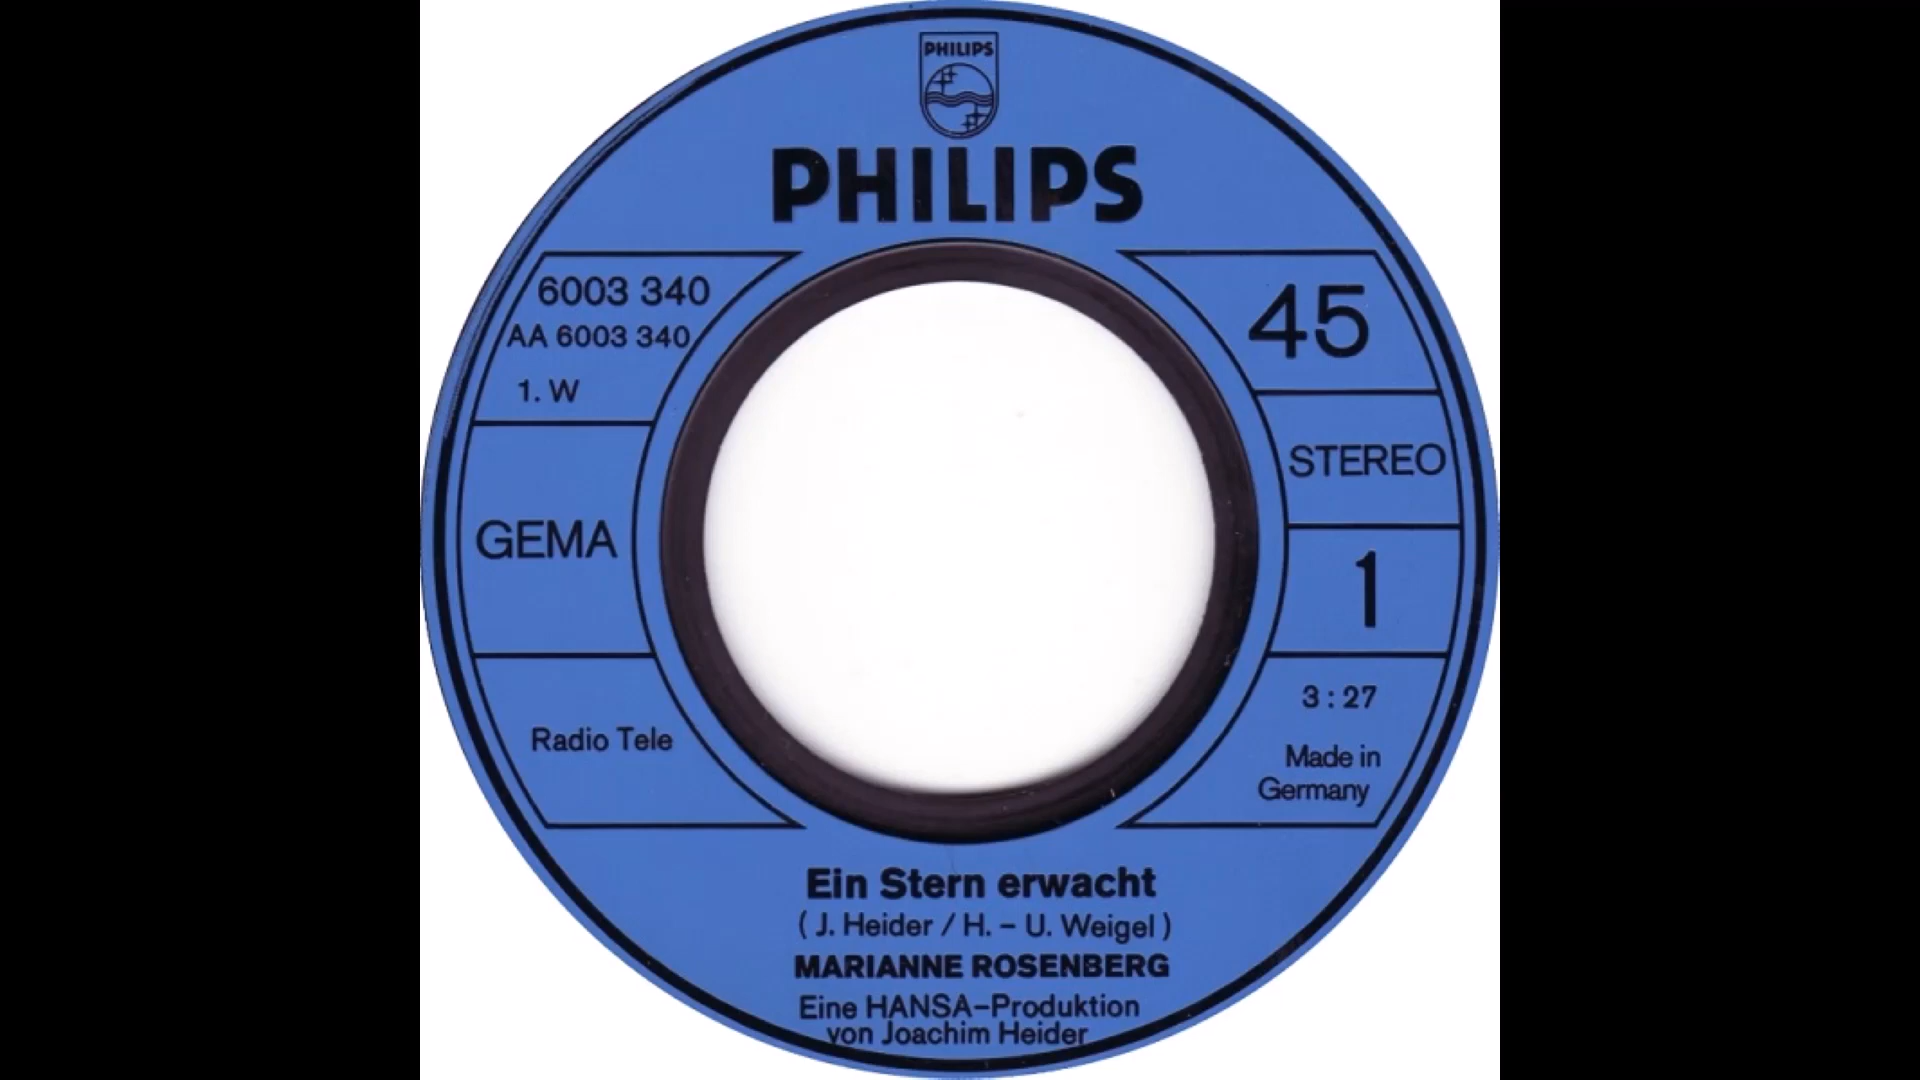 PHILIPS
PHILIPS
6003 340
AA 6003 340
1. W
GEMA
Radio Tele
45
STEREO
1
3 : 27
Made in
Germany
Ein Stern erwacht
( J. Heider / H. – U. Weigel )
MARIANNE ROSENBERG
Eine HANSA–Produktion
von Joachim Heider